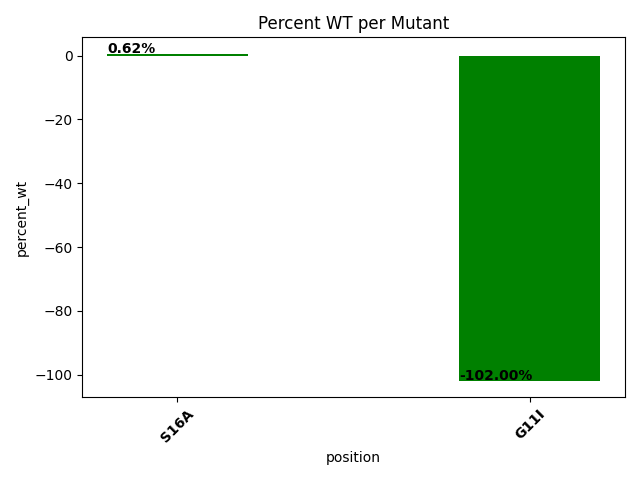 Percent WT per Mutant
0.62%
0
−20
−40
−60
−80
−100
-102.00%
percent_wt
S16A
G11I
position